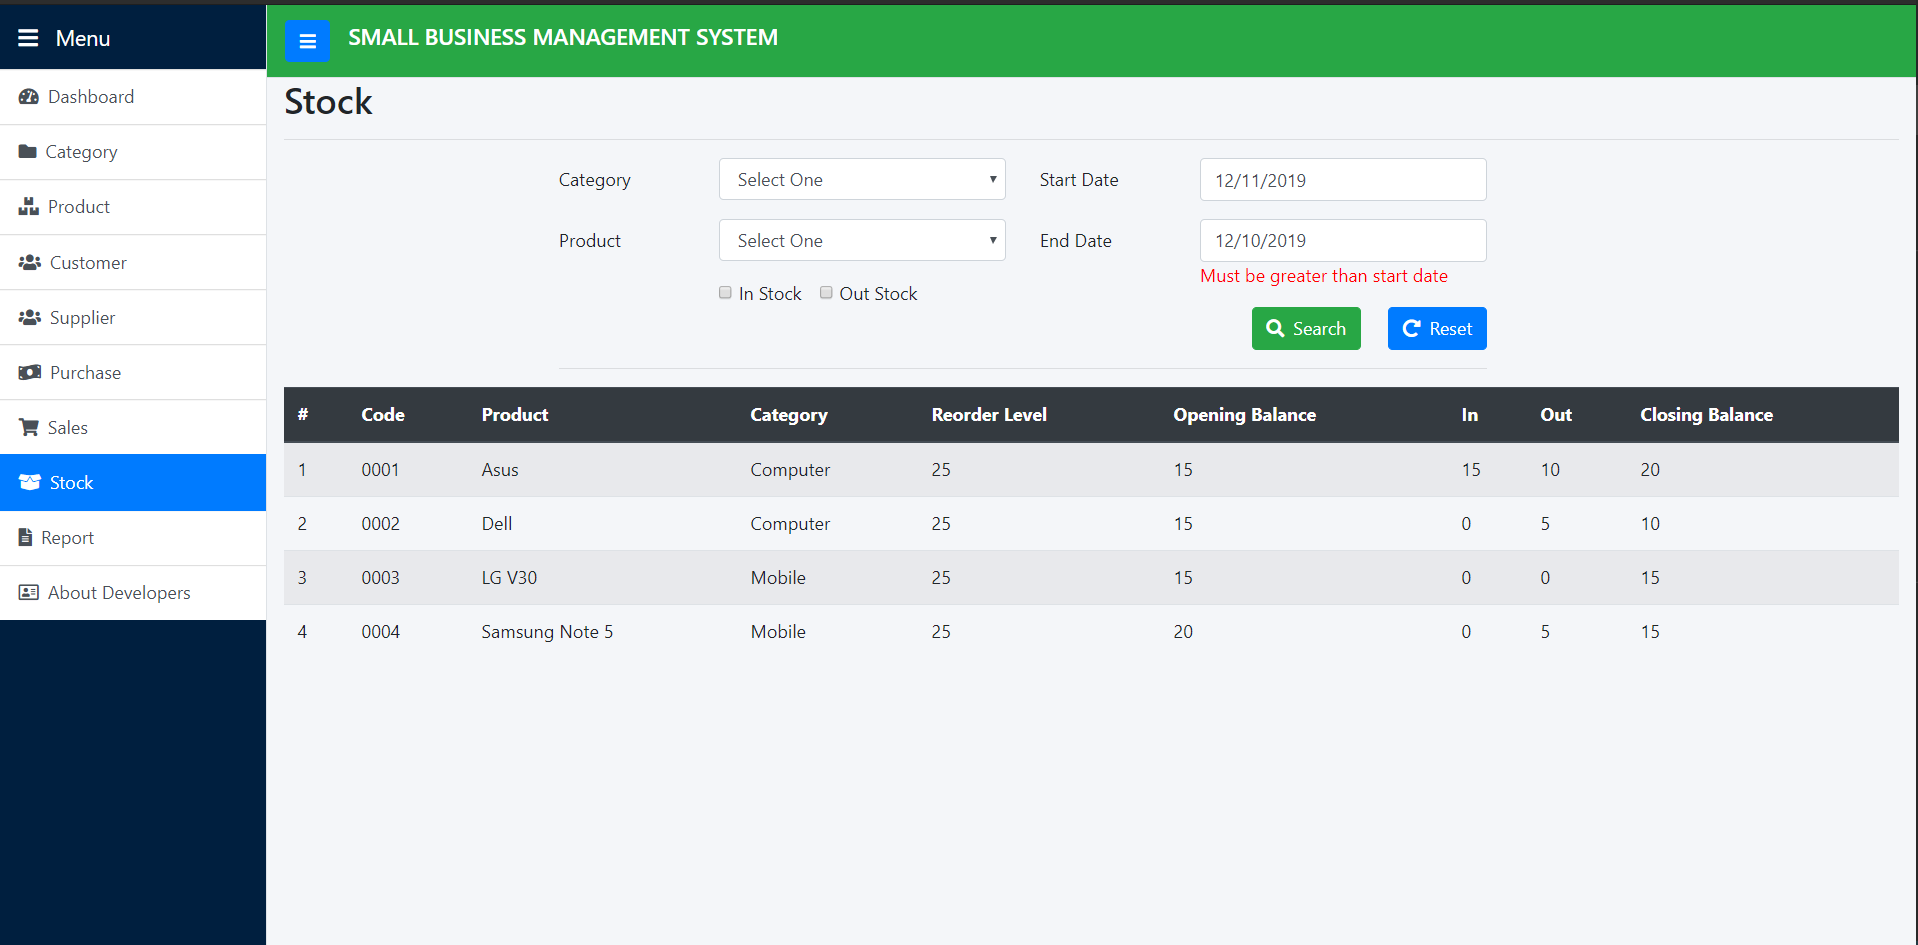 Menu
SMALL BUSINESS MANAGEMENT SYSTEM
Dashboard
Category
Product
Customer
Supplier
Purchase
Sales
Stock
Report
About Developers
Stock
Category Select One Start Date 12/11/2019
Product Select One End Date 12/10/2019
Must be greater than start date
In Stock Out Stock
Search Reset
# Code Product Category Reorder Level Opening Balance In Out Closing Balance
1 0001 Asus Computer 25 15 15 10 20
2 0002 Dell Computer 25 15 0 5 10
3 0003 LG V30 Mobile 25 15 0 0 15
4 0004 Samsung Note 5 Mobile 25 20 0 5 15